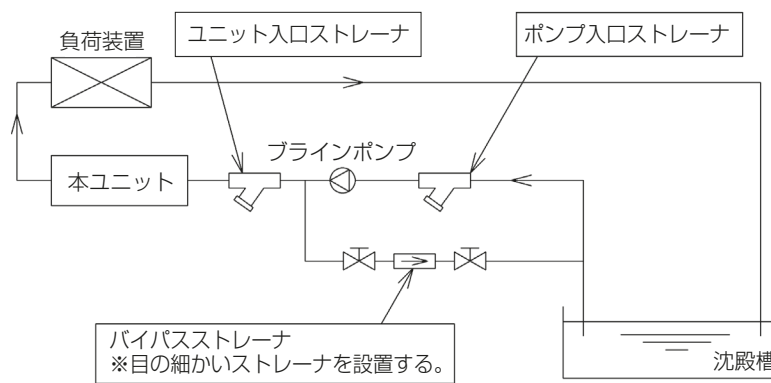 ユニット入口ストレーナ
ポンプ入口ストレーナ
負荷装置
ブラインポンプ
本ユニット
バイパスストレーナ
※目の細かいストレーナを設置する。
沈殿槽